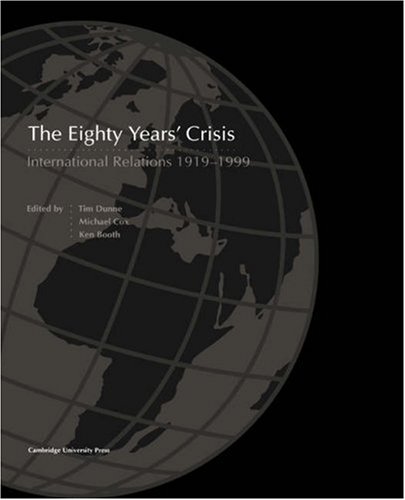 The Eighty Years' Crisis
International Relations 1919–1999
Edited by
Tim Dunne
Michael Cox
Ken Booth
Cambridge University Press